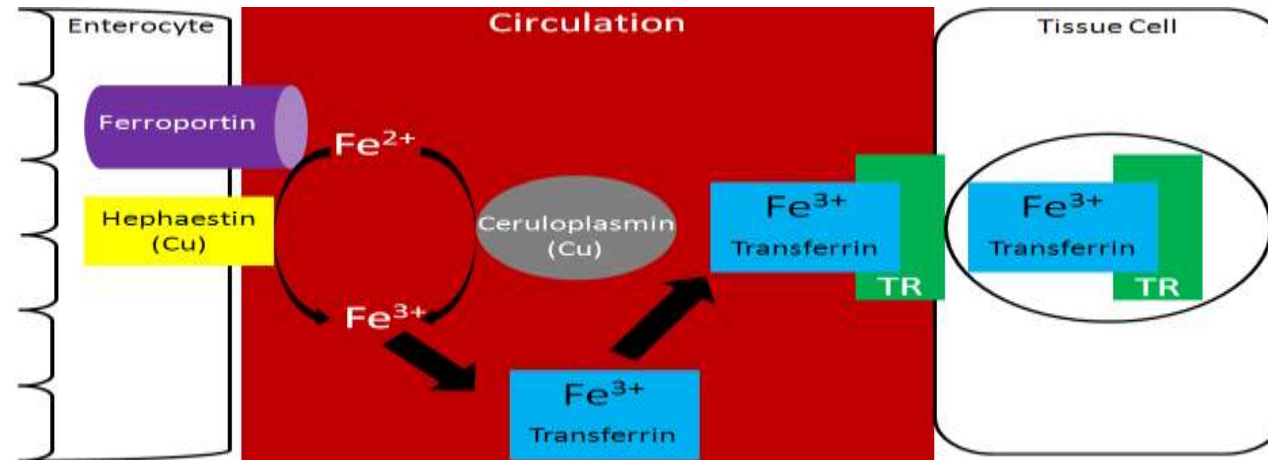 Enterocyte
Circulation
Tissue Cell
Ferroportin
Fe²⁺
Hephaestin
(Cu)
Ceruloplasmin
(Cu)
Fe³⁺
Transferrin
TR
Fe³⁺
Transferrin
TR
Fe³⁺
Fe³⁺
Transferrin